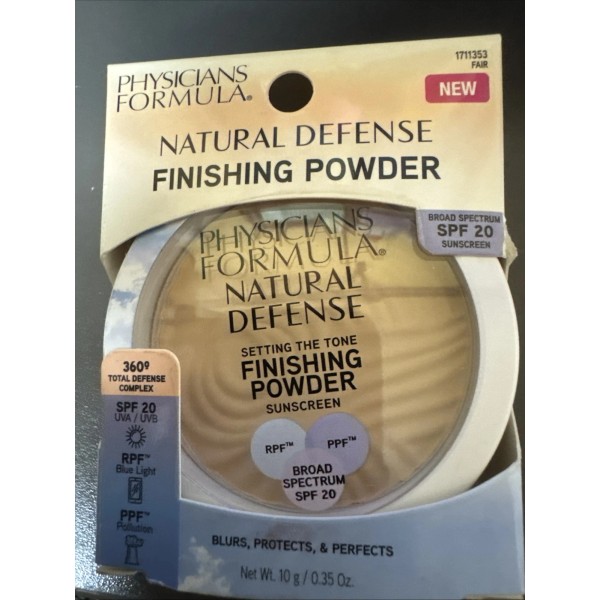 1711353
FAIR
PHYSICIANS
FORMULA®
NEW
NATURAL DEFENSE
FINISHING POWDER
BROAD SPECTRUM
SPF 20
SUNSCREEN
PHYSICIANS
FORMULA®
NATURAL
DEFENSE
SETTING THE TONE
FINISHING
POWDER
SUNSCREEN
RPF™
PPF™
BROAD
SPECTRUM
SPF 20
360º
TOTAL DEFENSE
COMPLEX
SPF 20
UVA / UVB
RPF™
Blue Light
PPF™
Pollution
BLURS, PROTECTS, & PERFECTS
Net Wt. 10 g / 0.35 Oz.